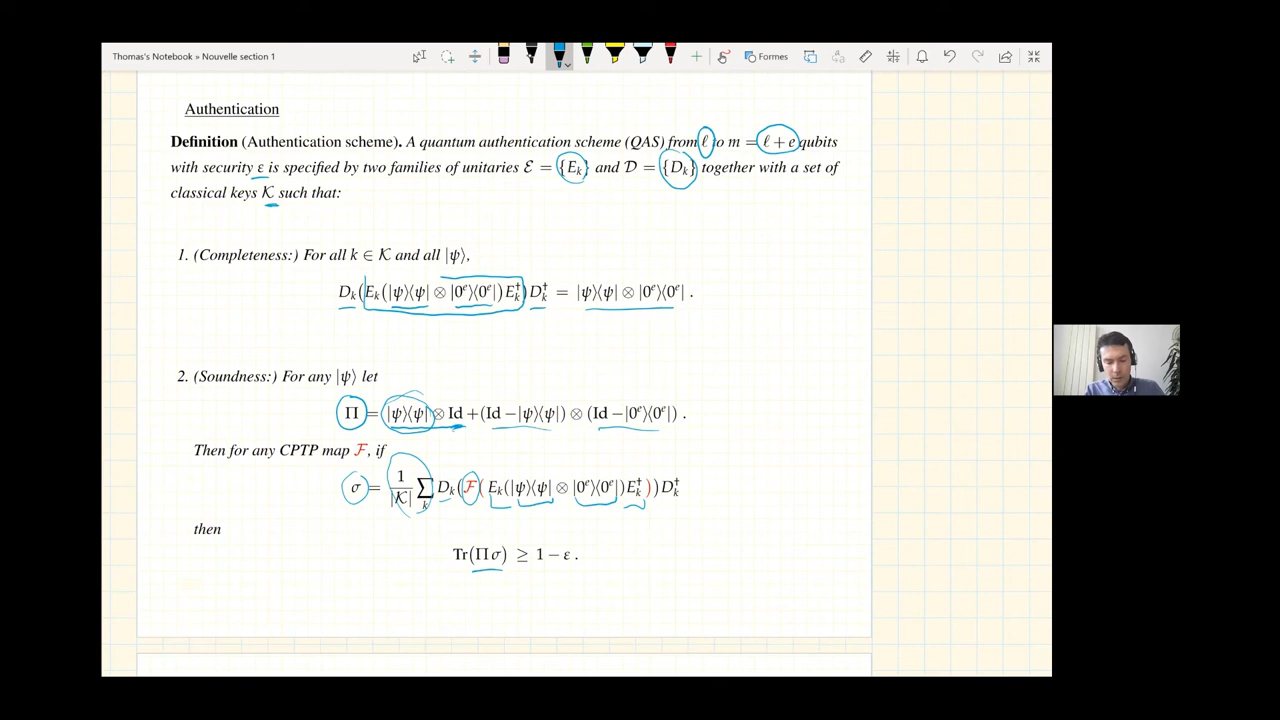 Thomas's Notebook » Nouvelle section 1
Formes
Authentication
Definition (Authentication scheme). A quantum authentication scheme (QAS) from ℓ to m = ℓ + e qubits
with security ε is specified by two families of unitaries ℰ = {E_k} and 𝒟 = {D_k} together with a set of
classical keys 𝒦 such that:
1. (Completeness:) For all k ∈ 𝒦 and all |ψ⟩,
D_k(E_k(|ψ⟩⟨ψ| ⊗ |0^e⟩⟨0^e|)E_k^†)D_k^† = |ψ⟩⟨ψ| ⊗ |0^e⟩⟨0^e| .
2. (Soundness:) For any |ψ⟩ let
Π = |ψ⟩⟨ψ| ⊗ Id + (Id − |ψ⟩⟨ψ|) ⊗ (Id − |0^e⟩⟨0^e|) .
Then for any CPTP map ℱ, if
σ = 1/|𝒦| ∑_k D_k(ℱ(E_k(|ψ⟩⟨ψ| ⊗ |0^e⟩⟨0^e|)E_k^†))D_k^†
then
Tr(Πσ) ≥ 1 − ε .